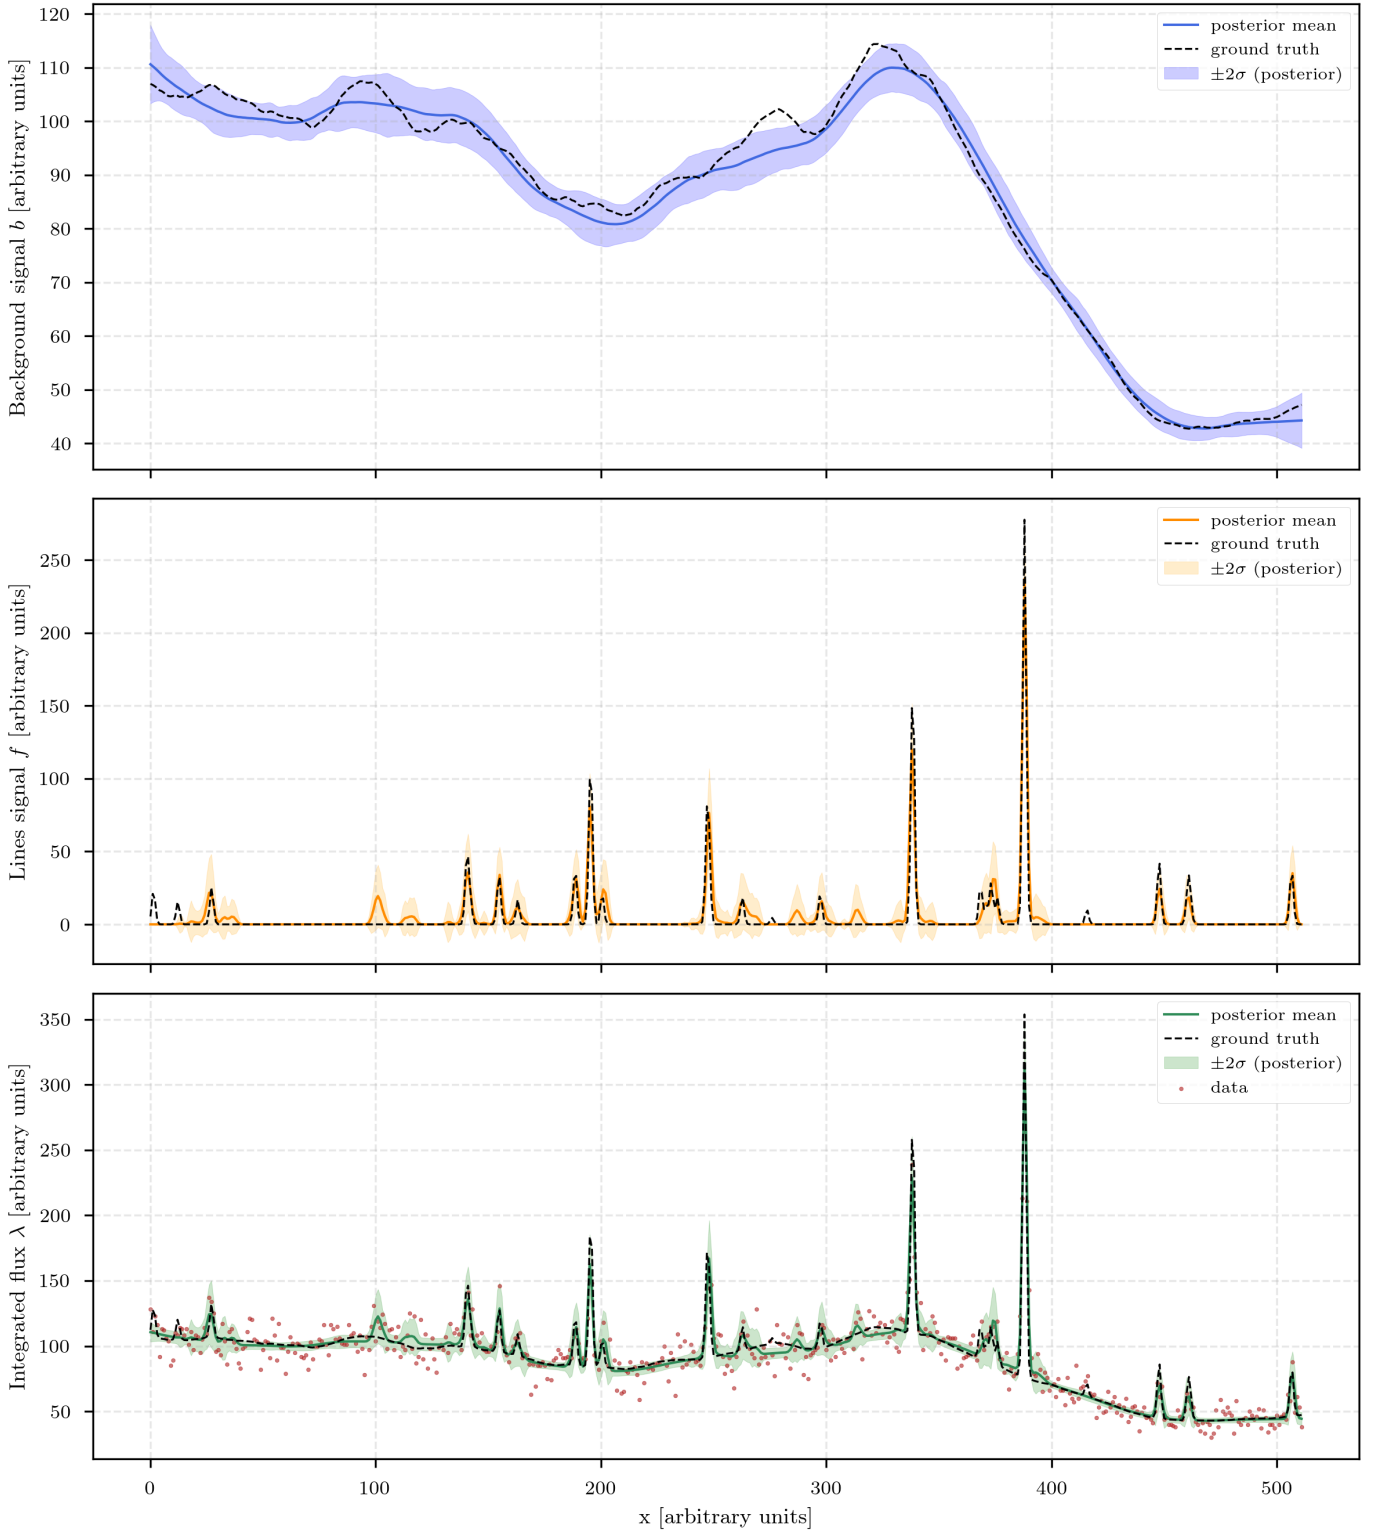 120
110
100
90
80
70
60
50
40
Background signal b [arbitrary units]
posterior mean
ground truth
±2σ (posterior)
250
200
150
100
50
0
Lines signal f [arbitrary units]
posterior mean
ground truth
±2σ (posterior)
350
300
250
200
150
100
50
Integrated flux λ [arbitrary units]
posterior mean
ground truth
±2σ (posterior)
data
0 100 200 300 400 500
x [arbitrary units]